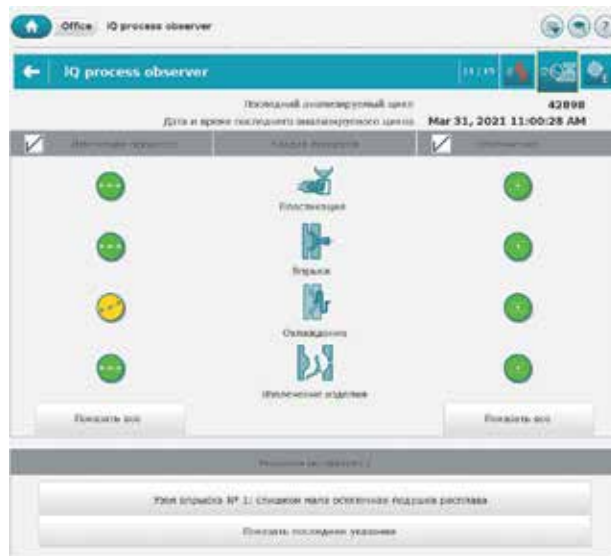 Office iQ process observer
iQ process observer
Последний анализируемый цикл 42898
Дата и время последнего анализируемого цикла Mar 31, 2021 11:00:28 AM
Пластикация
Впрыск
Охлаждение
Извлечение изделия
Показать все Показать все
Узел впрыска № 1: слишком мала остаточная подушка расплава
Показать последние указания